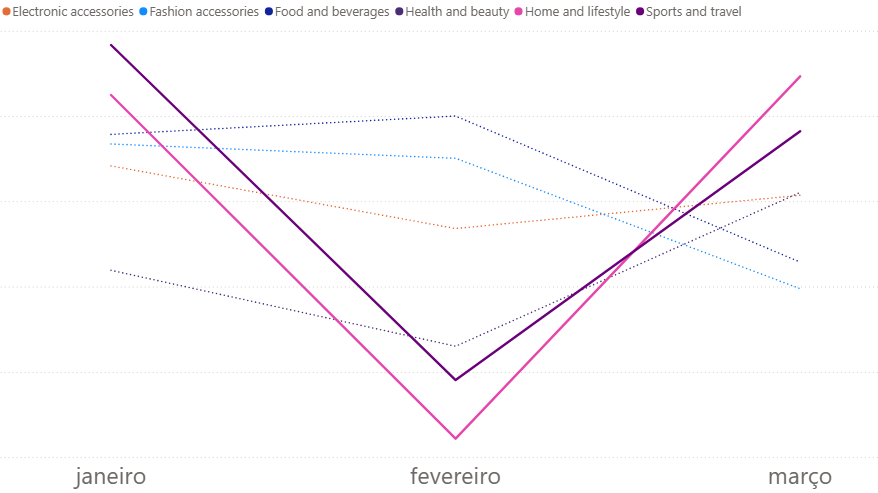 Electronic accessories Fashion accessories Food and beverages Health and beauty Home and lifestyle Sports and travel
janeiro fevereiro março